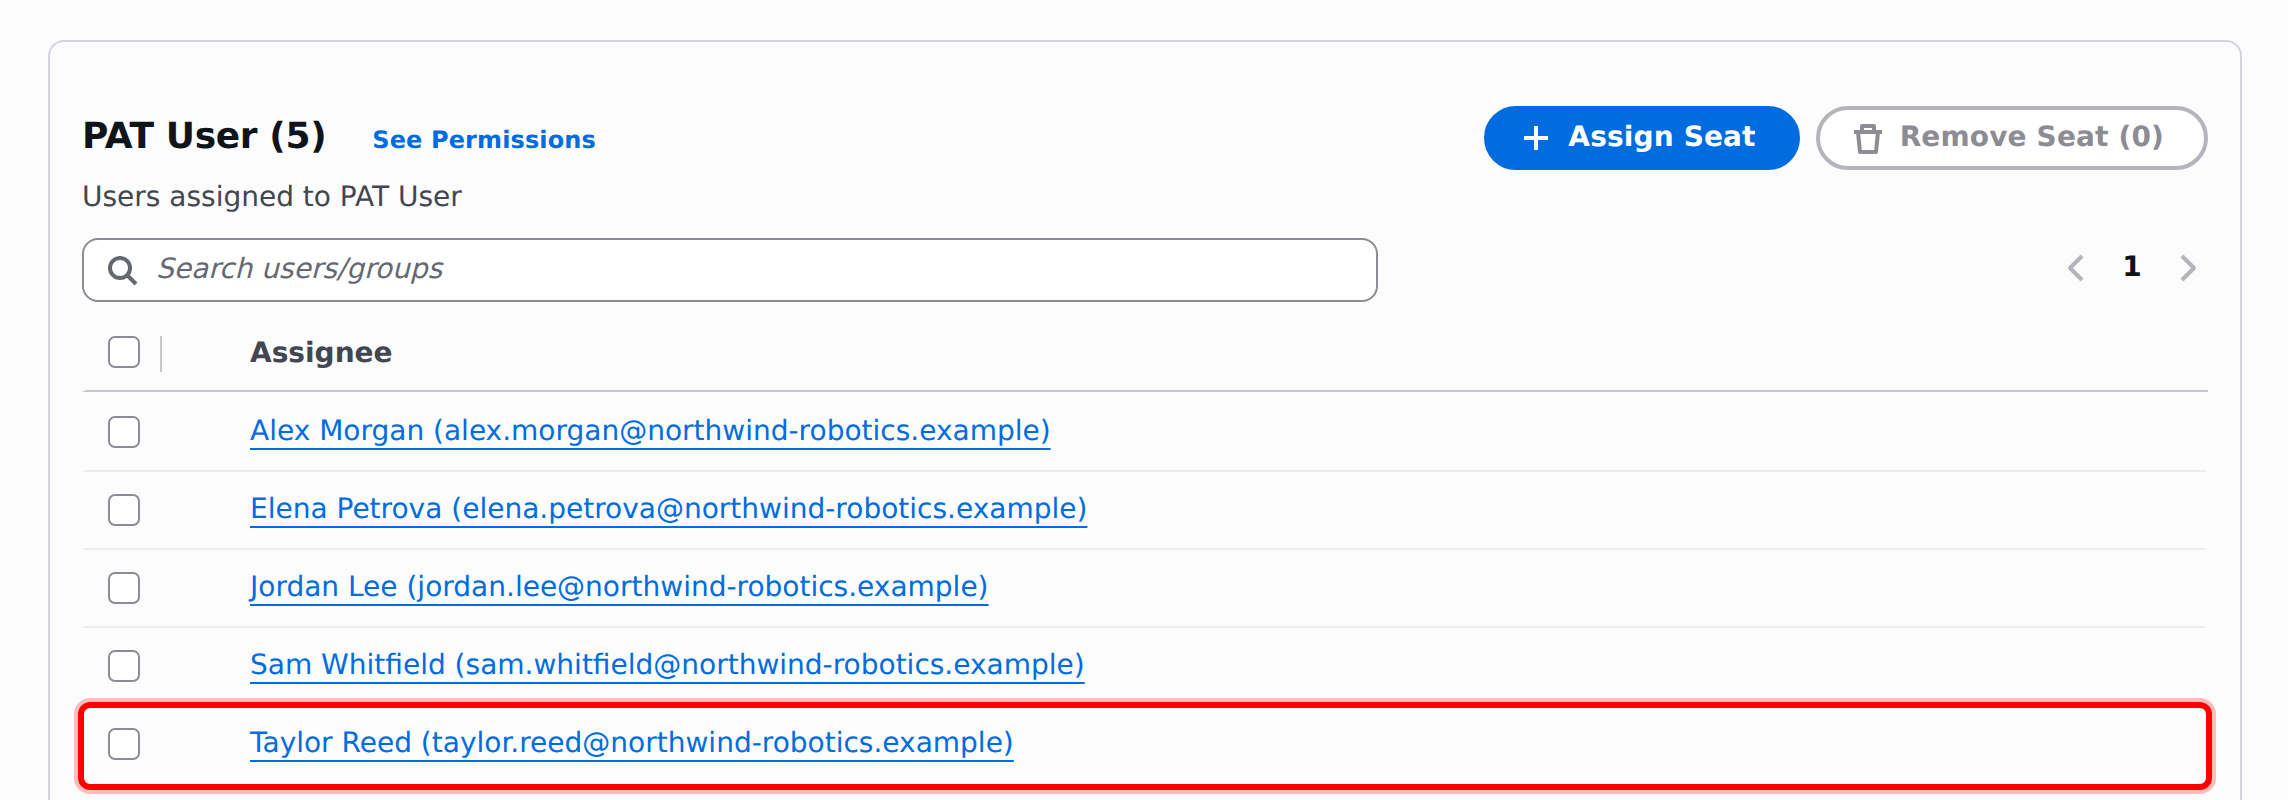 PAT User (5) See Permissions + Assign Seat Remove Seat (0)
Users assigned to PAT User
Search users/groups 1
Assignee
Alex Morgan (alex.morgan@northwind-robotics.example)
Elena Petrova (elena.petrova@northwind-robotics.example)
Jordan Lee (jordan.lee@northwind-robotics.example)
Sam Whitfield (sam.whitfield@northwind-robotics.example)
Taylor Reed (taylor.reed@northwind-robotics.example)